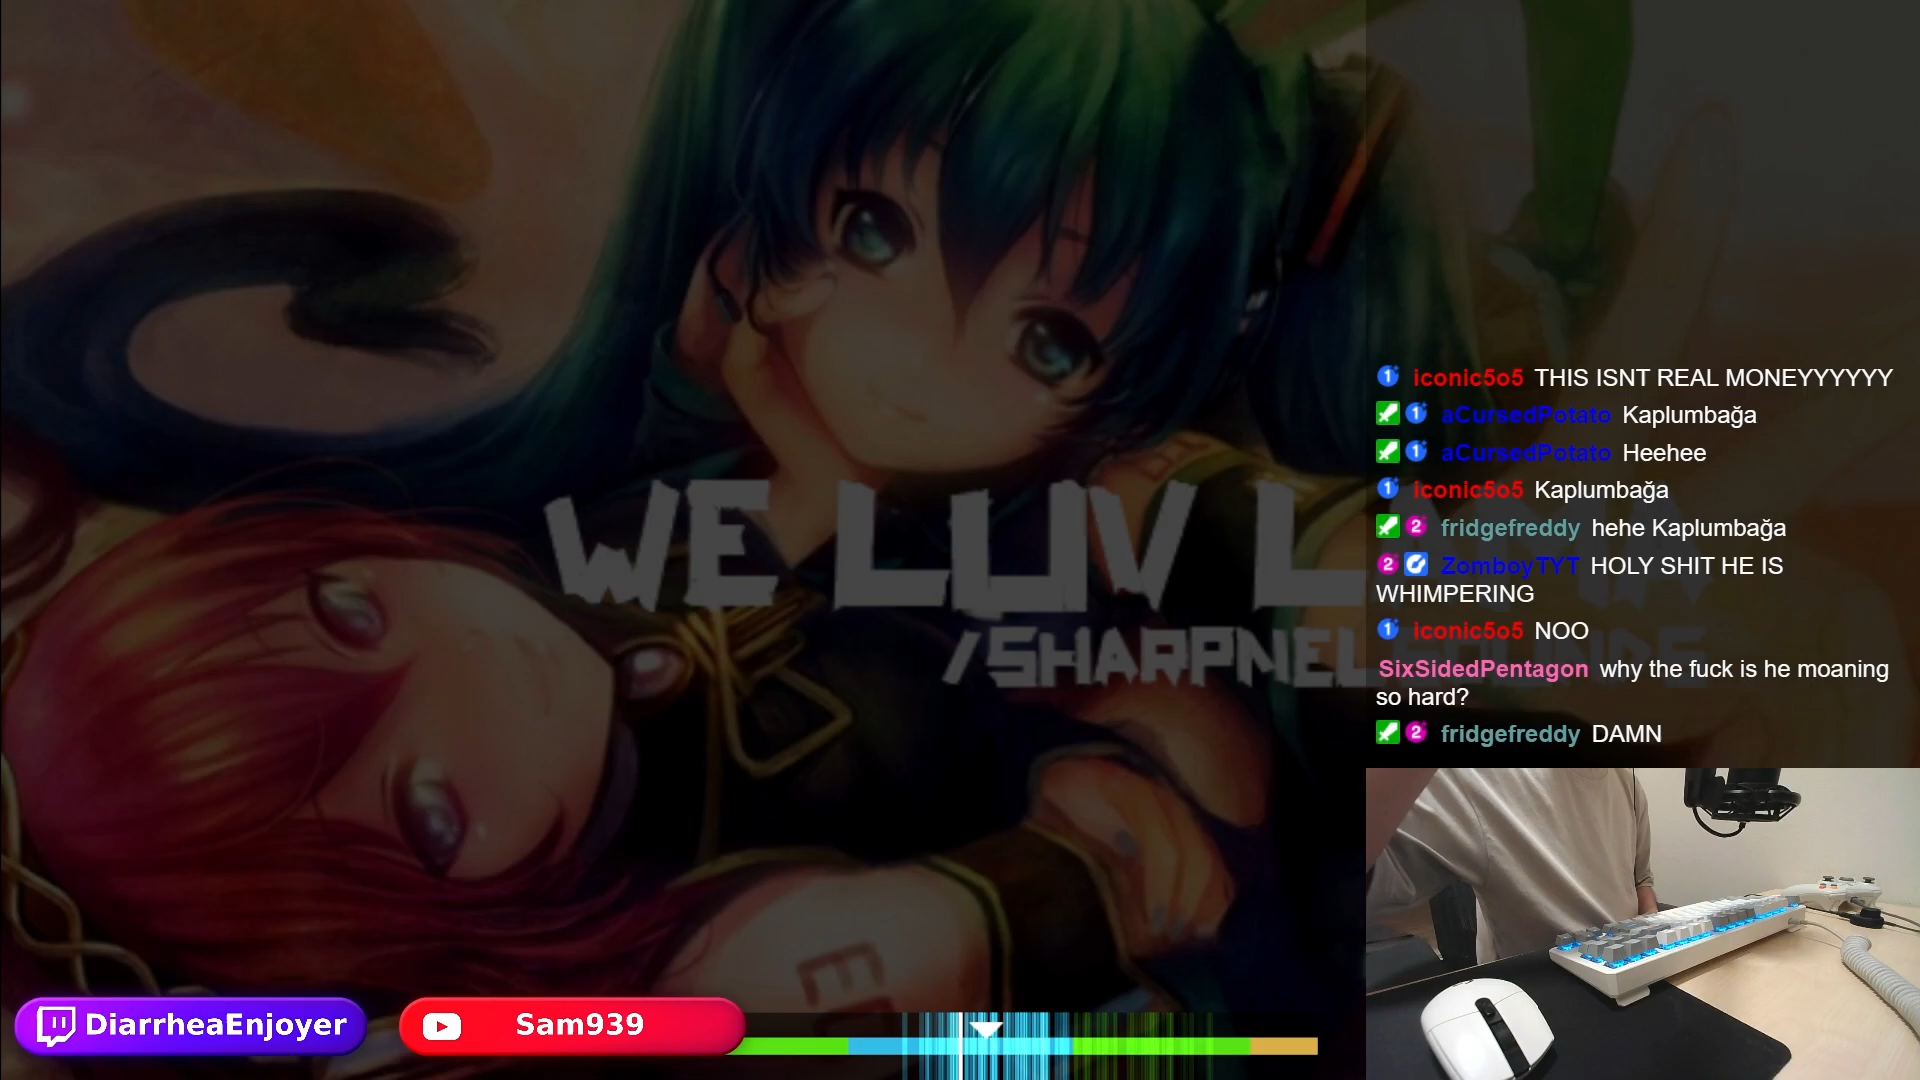 WE LUV L
/SHARPNELSOUNDS
iconic5o5 THIS ISNT REAL MONEYYYYYY
aCursedPotato Kaplumbağa
aCursedPotato Heehee
iconic5o5 Kaplumbağa
fridgefreddy hehe Kaplumbağa
ZomboyTYT HOLY SHIT HE IS
WHIMPERING
iconic5o5 NOO
SixSidedPentagon why the fuck is he moaning
so hard?
fridgefreddy DAMN
DiarrheaEnjoyer
Sam939